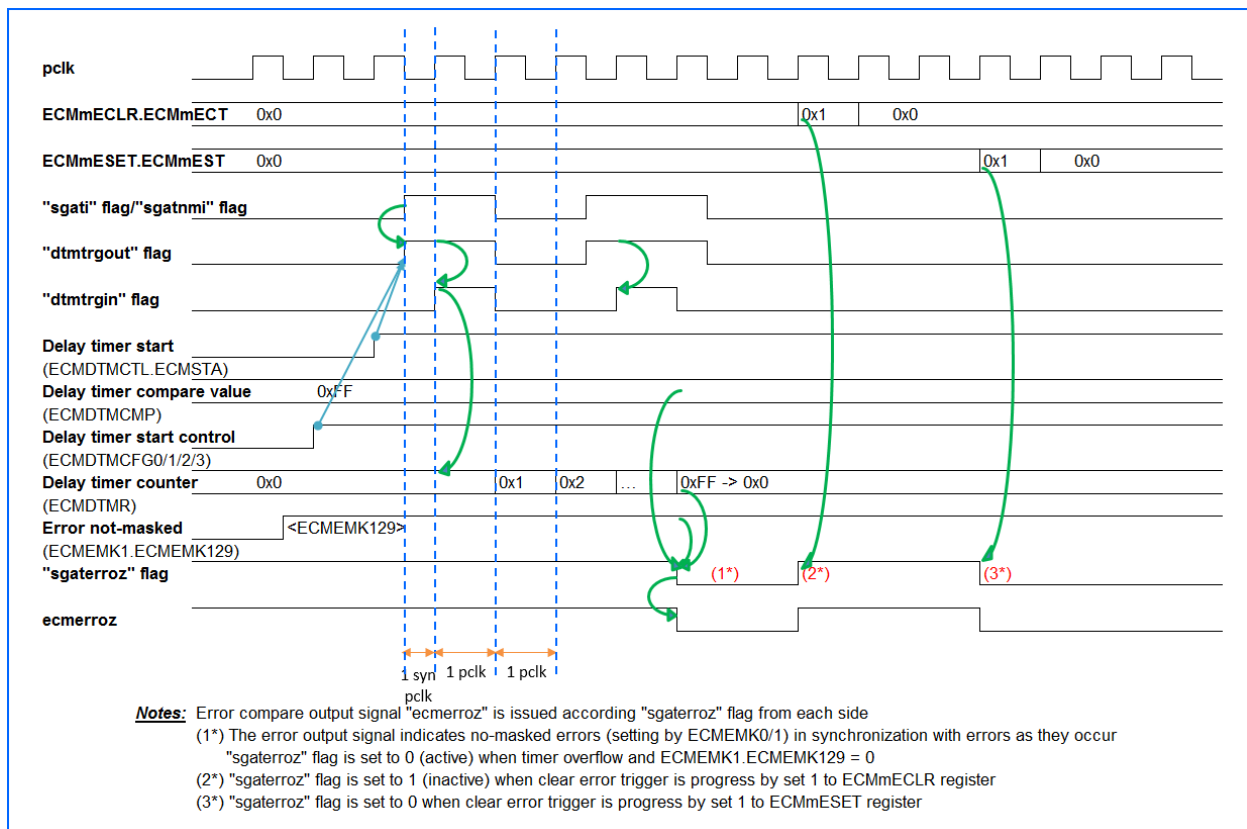 pclk
ECMmECLR.ECMmECT 0x0 0x1 0x0
ECMmESET.ECMmEST 0x0 0x1 0x0
"sgati" flag/"sgatnmi" flag
"dtmtrgout" flag
"dtmtrgin" flag
Delay timer start
(ECMDTMCTL.ECMSTA)
Delay timer compare value 0xFF
(ECMDTMCMP)
Delay timer start control
(ECMDTMCFG0/1/2/3)
Delay timer counter 0x0 0x1 0x2 ... 0xFF -> 0x0
(ECMDTMR)
Error not-masked <ECMEMK129>
(ECMEMK1.ECMEMK129)
"sgaterroz" flag (1*) (2*) (3*)
ecmerroz
1 syn pclk 1 pclk 1 pclk
Notes: Error compare output signal "ecmerroz" is issued according "sgaterroz" flag from each side
(1*) The error output signal indicates no-masked errors (setting by ECMEMK0/1) in synchronization with errors as they occur
"sgaterroz" flag is set to 0 (active) when timer overflow and ECMEMK1.ECMEMK129 = 0
(2*) "sgaterroz" flag is set to 1 (inactive) when clear error trigger is progress by set 1 to ECMmECLR register
(3*) "sgaterroz" flag is set to 0 when clear error trigger is progress by set 1 to ECMmESET register